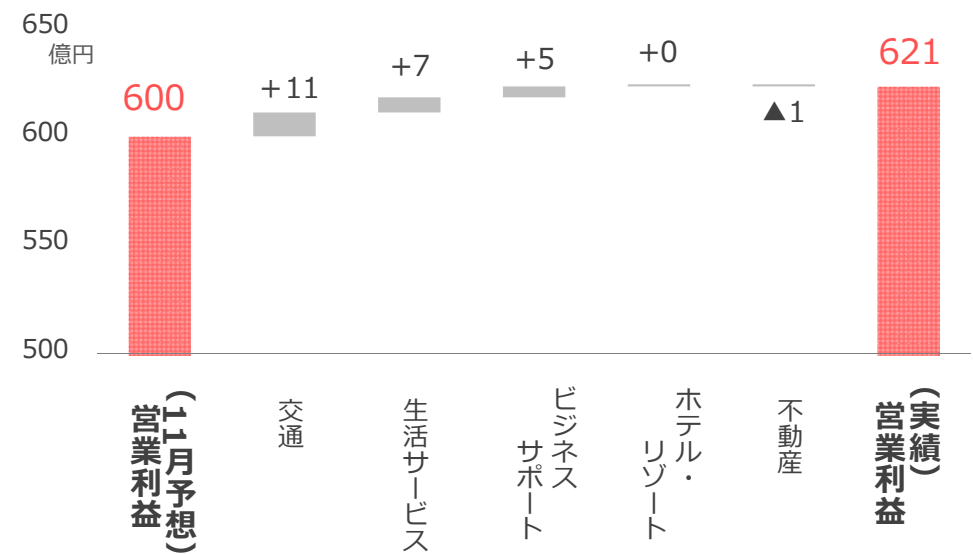 650
億円
600
550
500
600
+11
+7
+5
+0
▲1
621
(11月予想)
営業利益
交通
生活サービス
ビジネス
サポート
ホテル・
リゾート
不動産
(実績)
営業利益